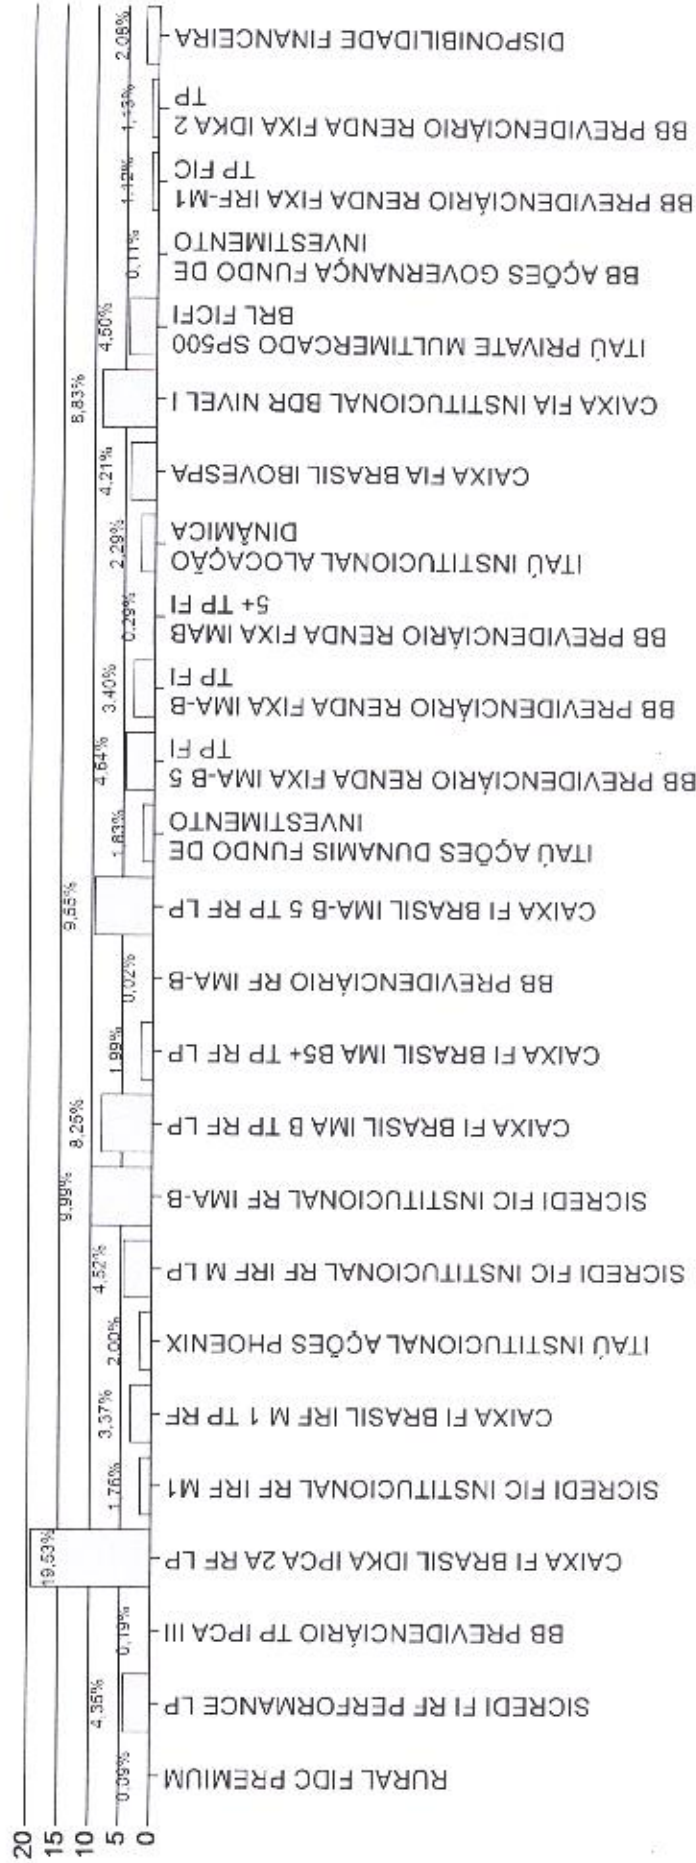 20
15
10
5
0
0,09%
RURAL FIDC PREMIUM
4,35%
SICREDI FI RF PERFORMANCE LP
0,19%
BB PREVIDENCIÁRIO TP IPCA III
19,53%
CAIXA FI BRASIL IDKA IPCA 2A RF LP
1,76%
SICREDI FIC INSTITUCIONAL RF IRF M1
3,37%
CAIXA FI BRASIL IRF M 1 TP RF
2,00%
ITAÚ INSTITUCIONAL AÇÕES PHOENIX
4,52%
SICREDI FIC INSTITUCIONAL RF IRF M LP
9,99%
SICREDI FIC INSTITUCIONAL RF IMA-B
8,25%
CAIXA FI BRASIL IMA B TP RF LP
1,99%
CAIXA FI BRASIL IMA B5+ TP RF LP
0,02%
BB PREVIDENCIÁRIO RF IMA-B
9,55%
CAIXA FI BRASIL IMA-B 5 TP RF LP
1,83%
ITAÚ AÇÕES DUNAMIS FUNDO DE
INVESTIMENTO
4,64%
BB PREVIDENCIÁRIO RENDA FIXA IMA-B 5
TP FI
3,40%
BB PREVIDENCIÁRIO RENDA FIXA IMA-B
TP FI
0,29%
BB PREVIDENCIÁRIO RENDA FIXA IMAB
5+ TP FI
2,29%
ITAÚ INSTITUCIONAL ALOCAÇÃO
DINÂMICA
4,21%
CAIXA FIA BRASIL IBOVESPA
8,83%
CAIXA FIA INSTITUCIONAL BDR NIVEL I
4,50%
ITAÚ PRIVATE MULTIMERCADO SP500
BRL FICFI
0,11%
BB AÇÕES GOVERNANÇA FUNDO DE
INVESTIMENTO
1,12%
BB PREVIDENCIÁRIO RENDA FIXA IRF-M1
TP FIC
1,13%
BB PREVIDENCIÁRIO RENDA FIXA IDKA 2
TP
2,08%
DISPONIBILIDADE FINANCEIRA